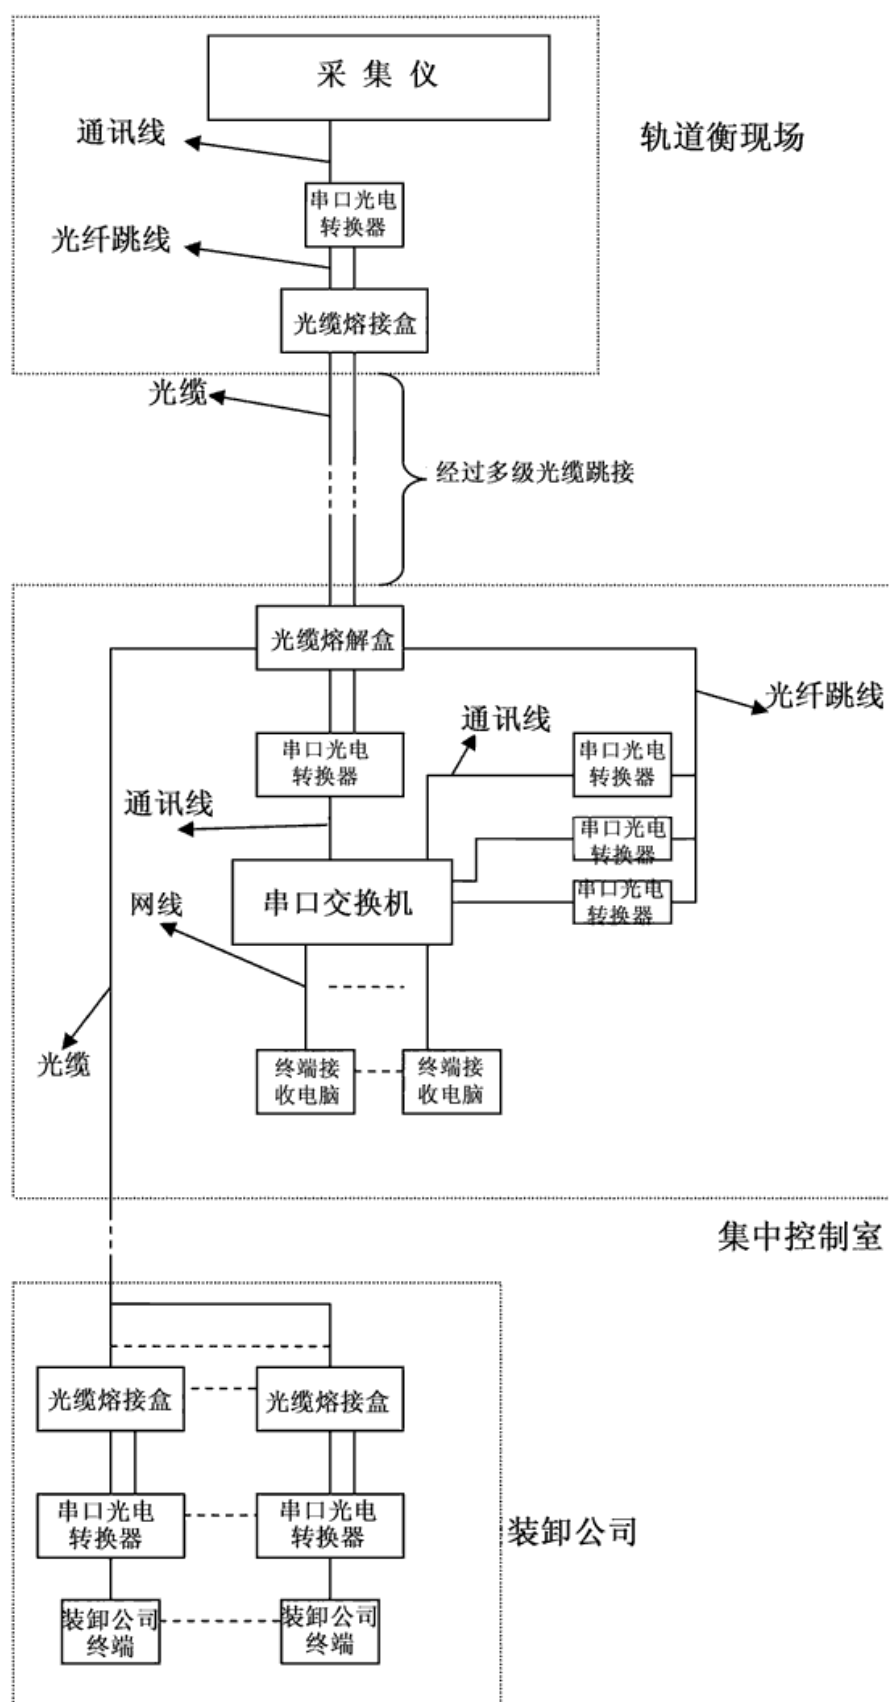 采 集 仪
通讯线
轨道衡现场
串口光电
转换器
光纤跳线
光缆熔接盒
光缆
经过多级光缆跳接
光缆熔解盒
光纤跳线
通讯线
串口光电
转换器
串口光电
转换器
通讯线
串口光电
转换器
串口交换机
串口光电
转换器
网线
光缆
终端接
收电脑
终端接
收电脑
集中控制室
光缆熔接盒
光缆熔接盒
串口光电
转换器
串口光电
转换器
装卸公司
装卸公司
终端
装卸公司
终端